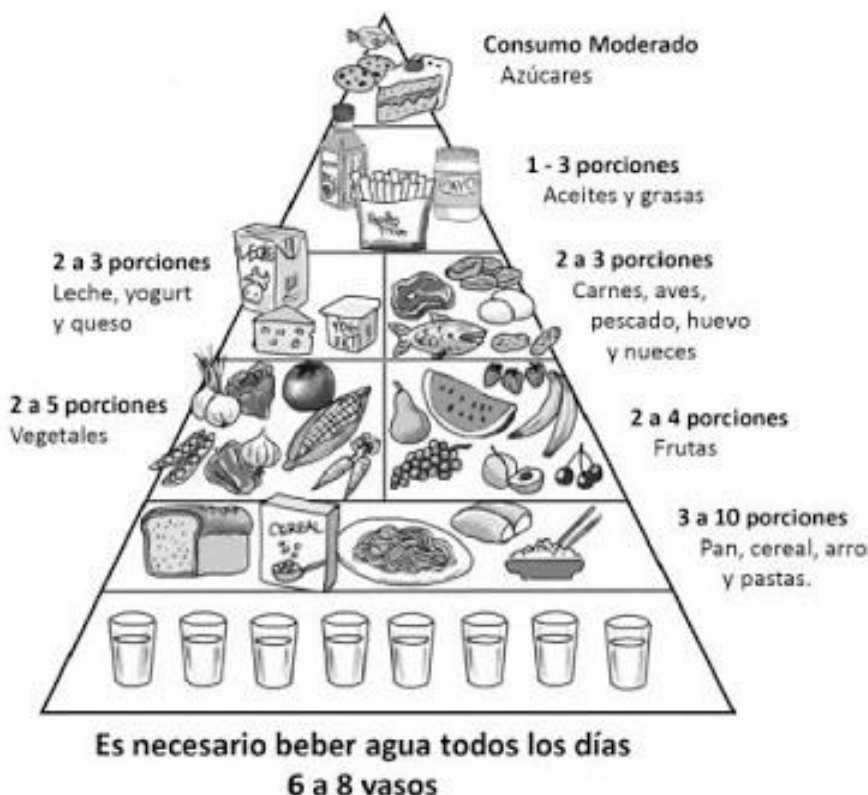 Consumo Moderado
Azúcares
1 - 3 porciones
Aceites y grasas
2 a 3 porciones
Leche, yogurt
y queso
LECHE
2 a 3 porciones
Carnes, aves,
pescado, huevo
y nueces
2 a 5 porciones
Vegetales
2 a 4 porciones
Frutas
CEREAL
3 a 10 porciones
Pan, cereal, arro
y pastas.
Es necesario beber agua todos los días
6 a 8 vasos